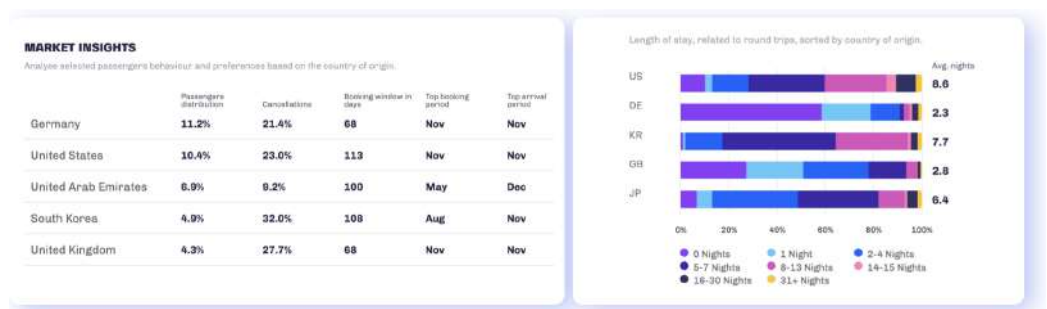 MARKET INSIGHTS
Analyse selected passengers behaviour and preferences based on the country of origin.
Passengers distribution Cancellations Booking window in days Top booking period Top arrival period
Germany 11.2% 21.4% 68 Nov Nov
United States 10.4% 23.0% 113 Nov Nov
United Arab Emirates 6.9% 9.2% 100 May Dec
South Korea 4.9% 32.0% 108 Aug Nov
United Kingdom 4.3% 27.7% 68 Nov Nov
Length of stay, related to round trips, sorted by country of origin.
Avg. nights
US 8.6
DE 2.3
KR 7.7
GB 2.8
JP 6.4
0% 20% 40% 60% 80% 100%
0 Nights 1 Night 2-4 Nights
5-7 Nights 8-13 Nights 14-15 Nights
16-30 Nights 31+ Nights